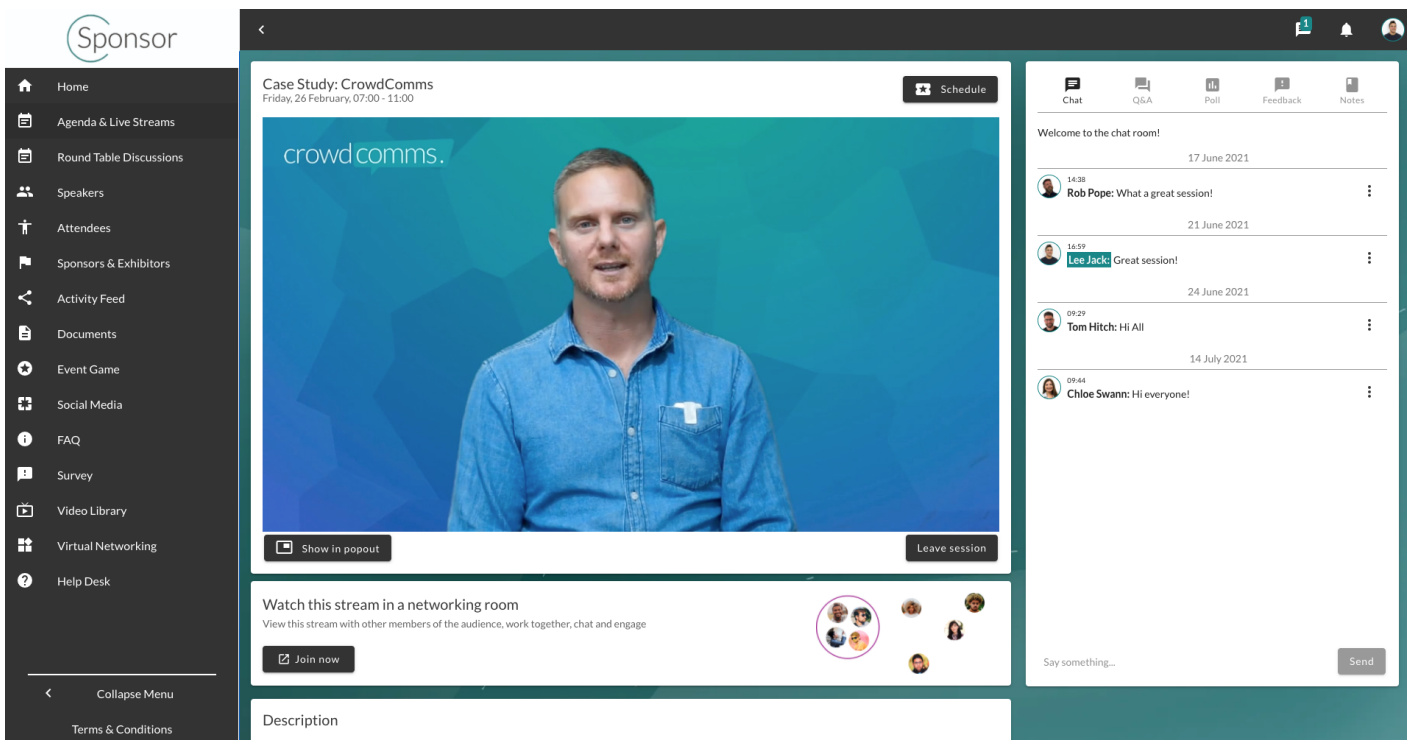 Sponsor
Home
Agenda & Live Streams
Round Table Discussions
Speakers
Attendees
Sponsors & Exhibitors
Activity Feed
Documents
Event Game
Social Media
FAQ
Survey
Video Library
Virtual Networking
Help Desk
Collapse Menu
Terms & Conditions
1
Case Study: CrowdComms
Friday, 26 February, 07:00 - 11:00
Schedule
crowdcomms.
Show in popout
Leave session
Watch this stream in a networking room
View this stream with other members of the audience, work together, chat and engage
Join now
Description
Chat
Q&A
Poll
Feedback
Notes
Welcome to the chat room!
17 June 2021
14:38
Rob Pope: What a great session!
21 June 2021
16:59
Lee Jack: Great session!
24 June 2021
09:29
Tom Hitch: Hi All
14 July 2021
09:44
Chloe Swann: Hi everyone!
Say something...
Send